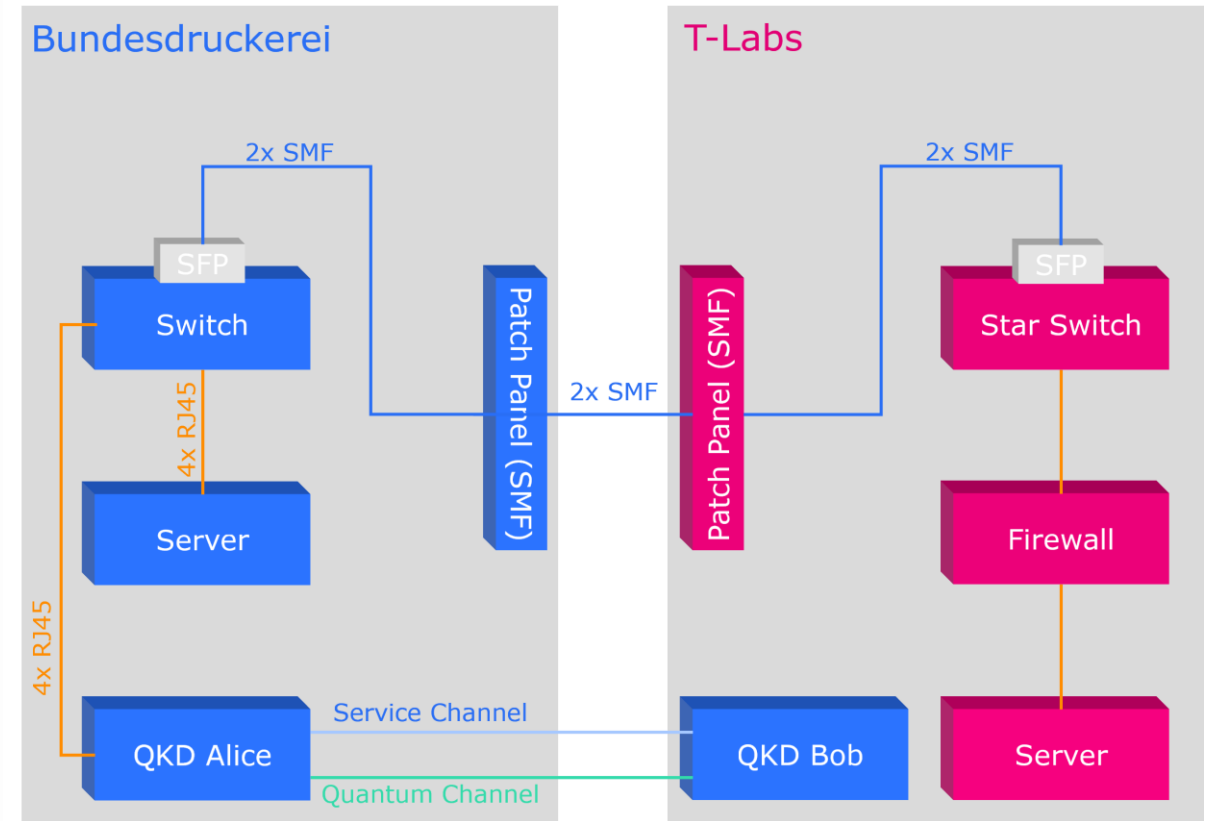 Bundesdruckerei
T-Labs
2x SMF
2x SMF
SFP
SFP
Switch
Patch Panel (SMF)
Patch Panel (SMF)
Star Switch
2x SMF
4x RJ45
Server
Firewall
4x RJ45
Service Channel
QKD Alice
QKD Bob
Server
Quantum Channel